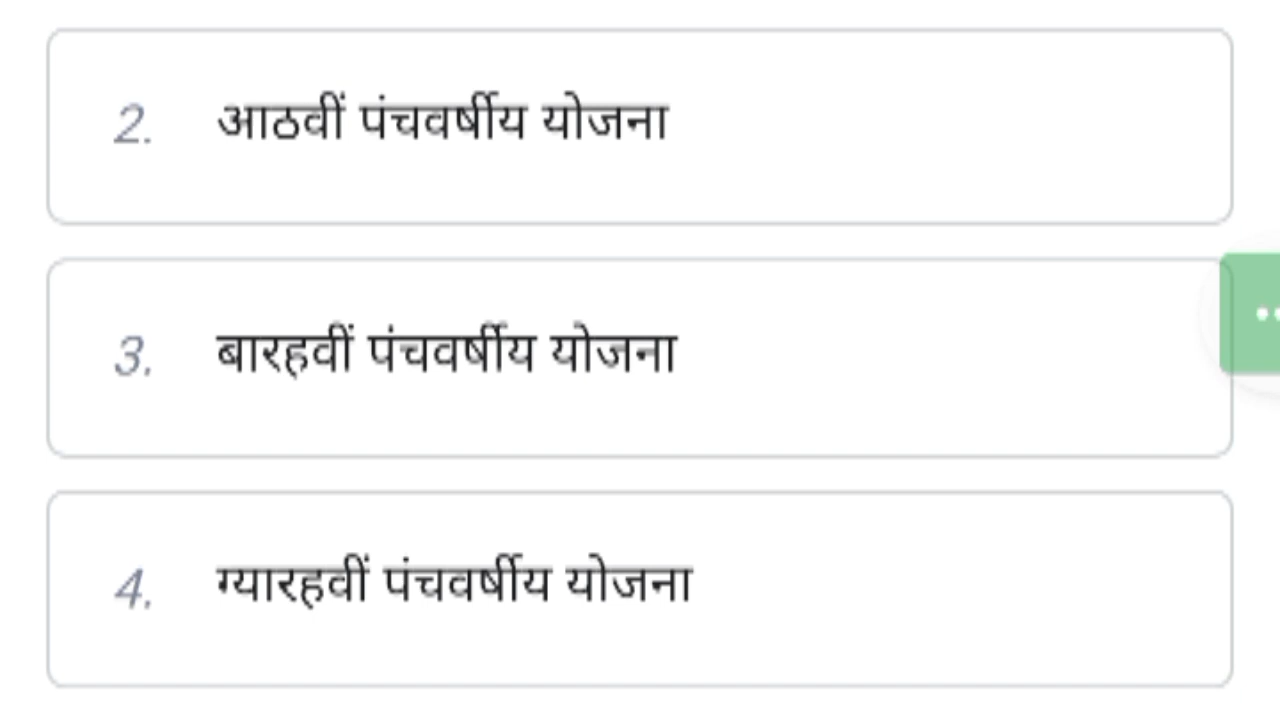 2. आठवीं पंचवर्षीय योजना
3. बारहवीं पंचवर्षीय योजना
4. ग्यारहवीं पंचवर्षीय योजना